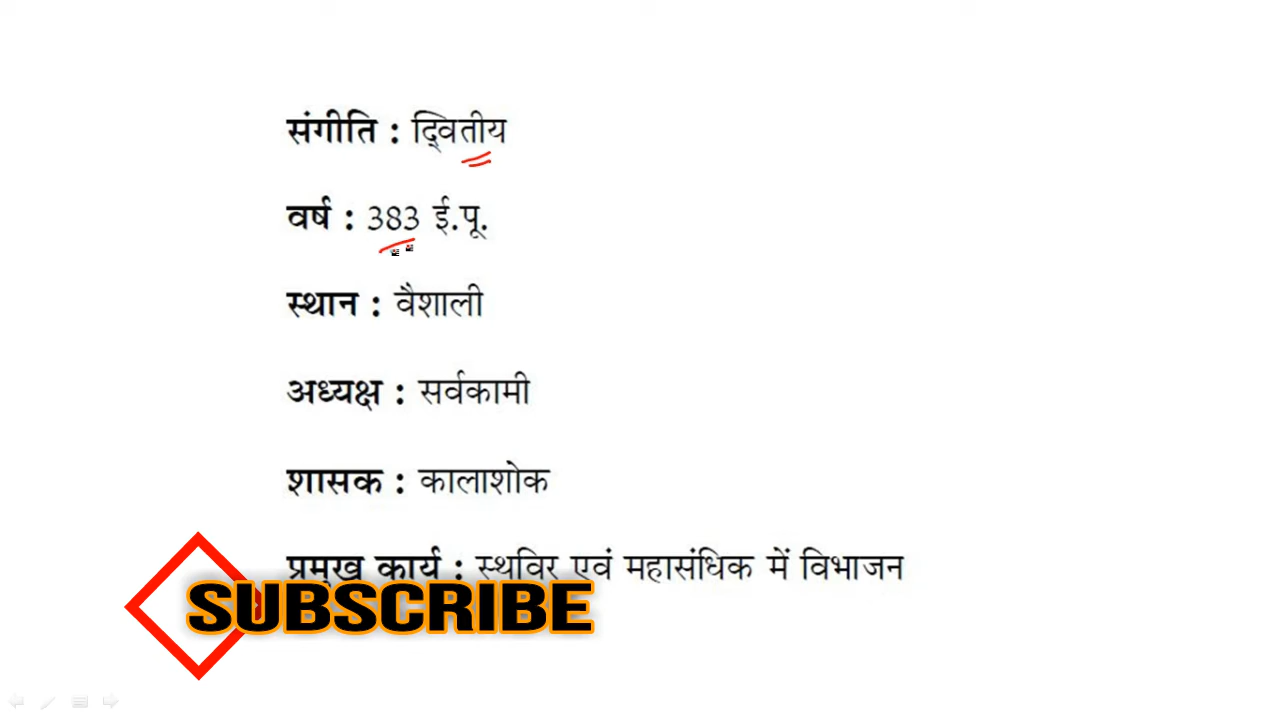 संगीति : द्वितीय
वर्ष : 383 ई.पू.
स्थान : वैशाली
अध्यक्ष : सर्वकामी
शासक : कालाशोक
प्रमुख कार्य : स्थविर एवं महासंधिक में विभाजन
SUBSCRIBE